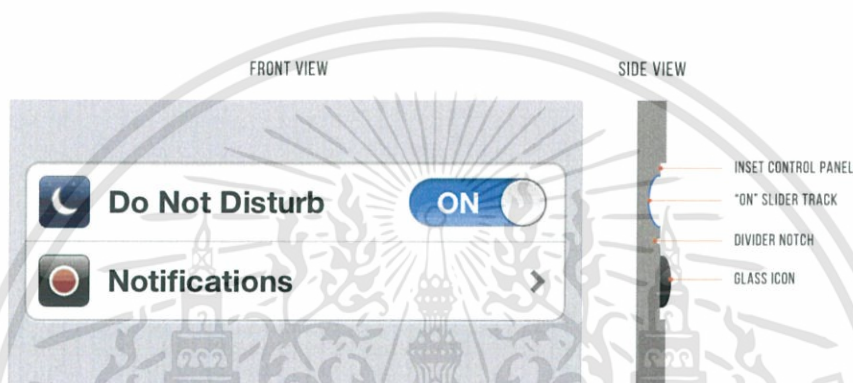 FRONT VIEW
SIDE VIEW
Do Not Disturb
ON
Notifications
INSET CONTROL PANEL
"ON" SLIDER TRACK
DIVIDER NOTCH
GLASS ICON